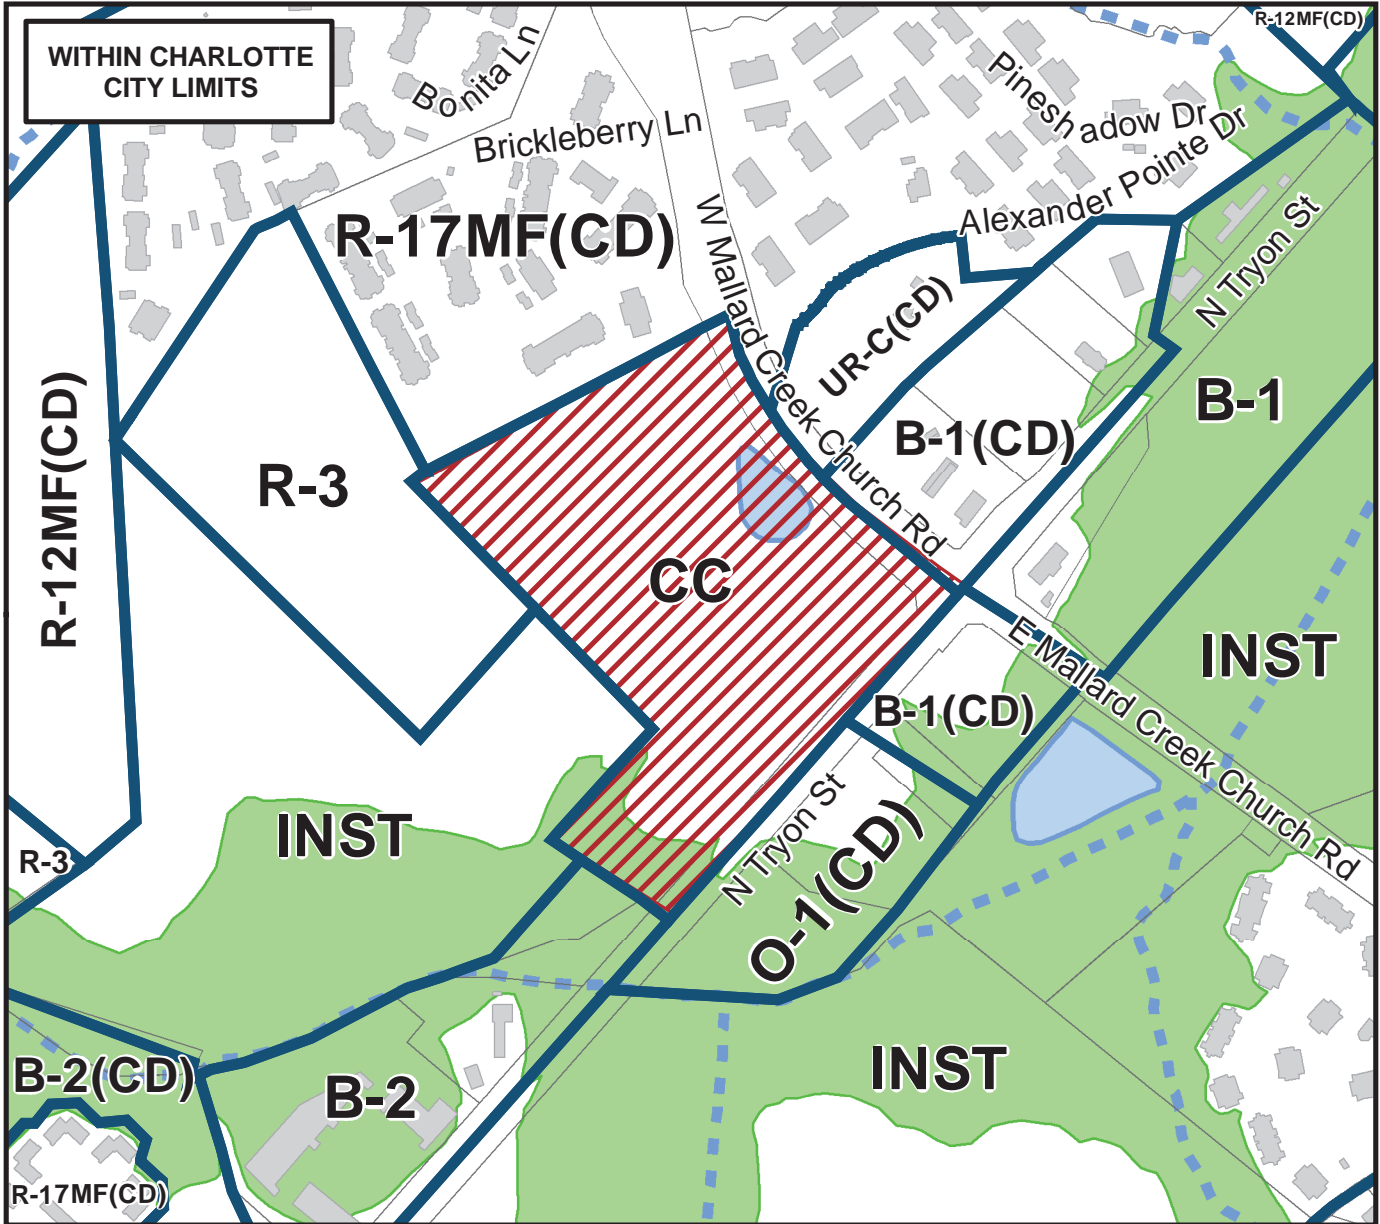 R-12MF(CD)
WITHIN CHARLOTTE
CITY LIMITS
Bonita Ln
Brickleberry Ln
Pineshadow Dr
Alexander Pointe Dr
R-17MF(CD)
W Mallard Creek Church Rd
N Tryon St
UR-C(CD)
B-1
B-1(CD)
R-12MF(CD)
R-3
CC
E Mallard Creek Church Rd
INST
B-1(CD)
N Tryon St
INST
R-3
O-1(CD)
INST
B-2(CD)
B-2
R-17MF(CD)